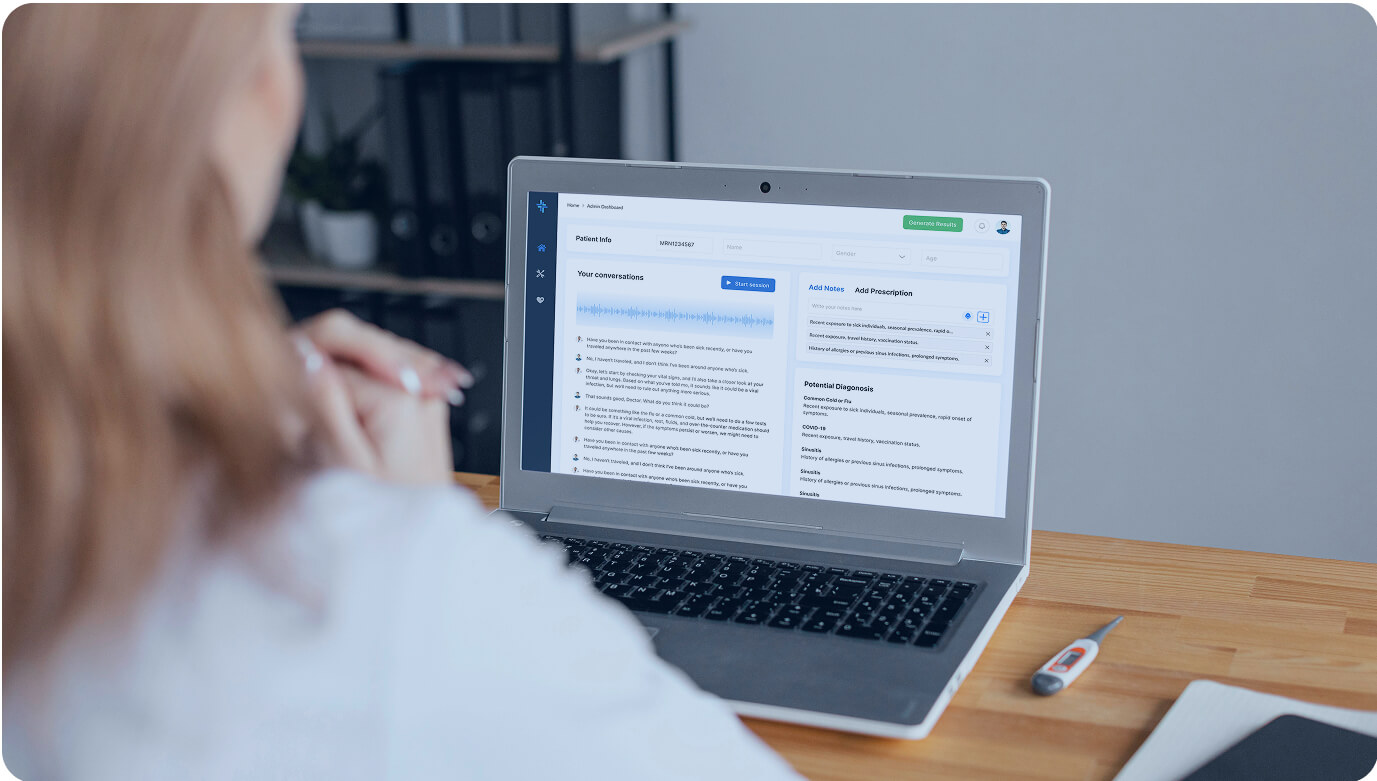 Home > Admin Dashboard
Generate Results
Patient Info
MRN1234567
Name
Gender
Age
Your conversations
Start session
Have you been in contact with anyone who's been sick recently, or have you
traveled anywhere in the past few weeks?
No, I haven't traveled, and I don't think I've been around anyone who's sick.
Okay, let's start by checking your vital signs, and I'll also take a closer look at your
throat and lungs. Based on what you've told me, it sounds like it could be a viral
infection, but we'll need to rule out anything more serious.
That sounds good, Doctor. What do you think it could be?
It could be something like the flu or a common cold, but we'll need to do a few tests
to be sure. If it's a viral infection, rest, fluids, and over-the-counter medication should
help you recover. However, if the symptoms persist or worsen, we might need to
consider other causes.
Have you been in contact with anyone who's been sick recently, or have you
traveled anywhere in the past few weeks?
No, I haven't traveled, and I don't think I've been around anyone who's sick.
Have you been in contact with anyone who's been sick recently, or have you
Add Notes
Add Prescription
Write your notes here
Recent exposure to sick individuals, seasonal prevalence, rapid o...
Recent exposure, travel history, vaccination status.
History of allergies or previous sinus infections, prolonged symptoms.
Potential Diagonosis
Common Cold or Flu
Recent exposure to sick individuals, seasonal prevalence, rapid onset of
symptoms.
COVID-19
Recent exposure, travel history, vaccination status.
Sinusitis
History of allergies or previous sinus infections, prolonged symptoms.
Sinusitis
History of allergies or previous sinus infections, prolonged symptoms.
Sinusitis